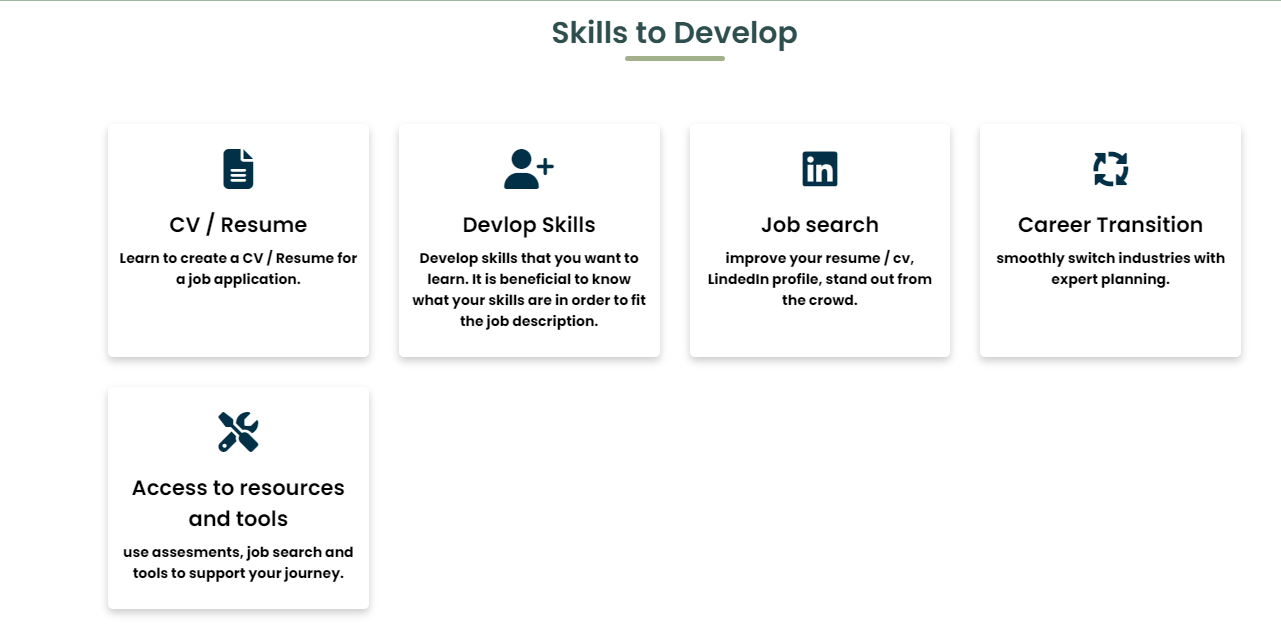 Skills to Develop
CV / Resume
Learn to create a CV / Resume for
a job application.
Devlop Skills
Develop skills that you want to
learn. It is beneficial to know
what your skills are in order to fit
the job description.
in
Job search
improve your resume / cv,
LindedIn profile, stand out from
the crowd.
Career Transition
smoothly switch industries with
expert planning.
Access to resources
and tools
use assesments, job search and
tools to support your journey.